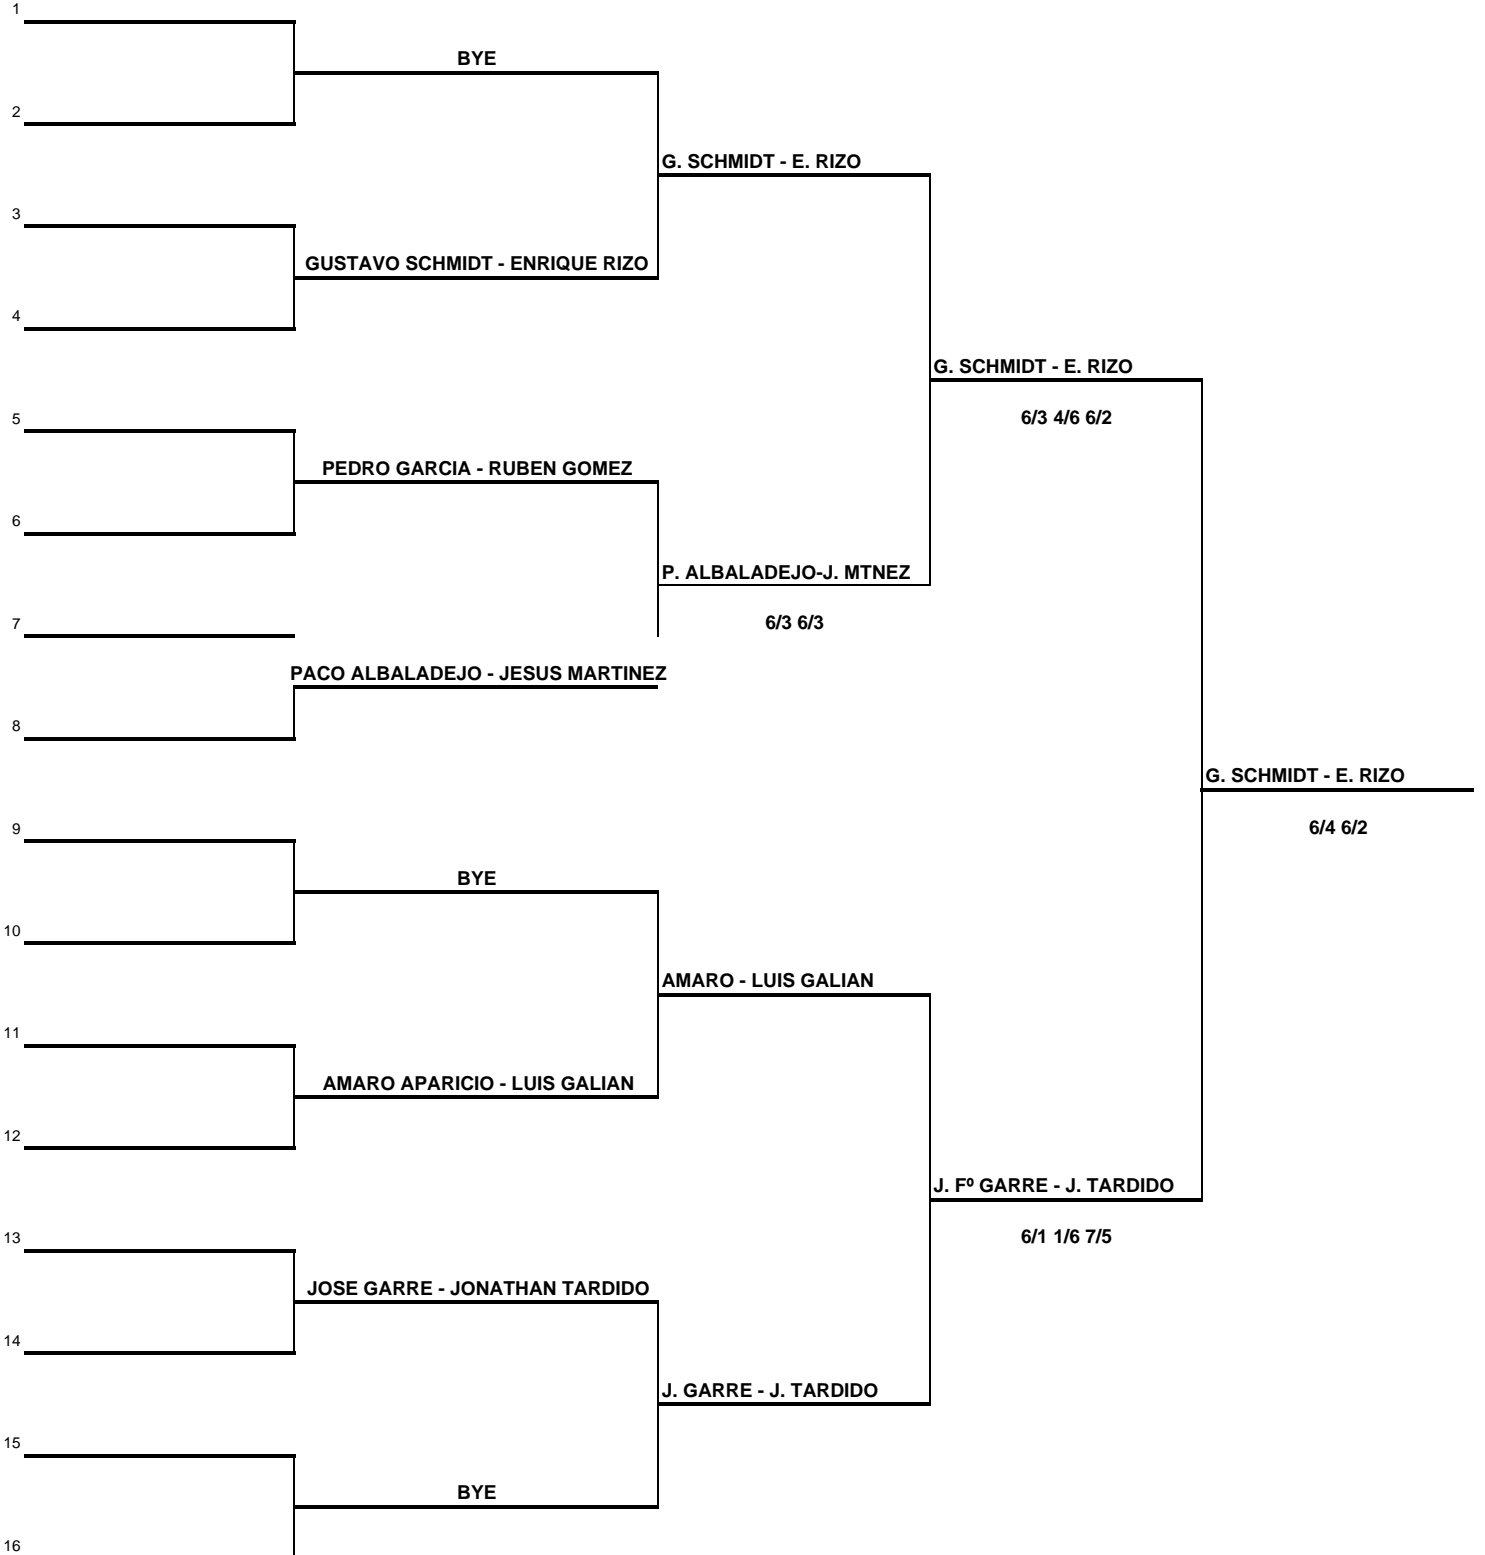 1
BYE
2
G. SCHMIDT - E. RIZO
3
GUSTAVO SCHMIDT - ENRIQUE RIZO
4
G. SCHMIDT - E. RIZO
5
6/3 4/6 6/2
PEDRO GARCIA - RUBEN GOMEZ
6
P. ALBALADEJO-J. MTNEZ
7
6/3 6/3
PACO ALBALADEJO - JESUS MARTINEZ
8
G. SCHMIDT - E. RIZO
9
6/4 6/2
BYE
10
AMARO - LUIS GALIAN
11
AMARO APARICIO - LUIS GALIAN
12
J. Fº GARRE - J. TARDIDO
13
6/1 1/6 7/5
JOSE GARRE - JONATHAN TARDIDO
14
J. GARRE - J. TARDIDO
15
BYE
16